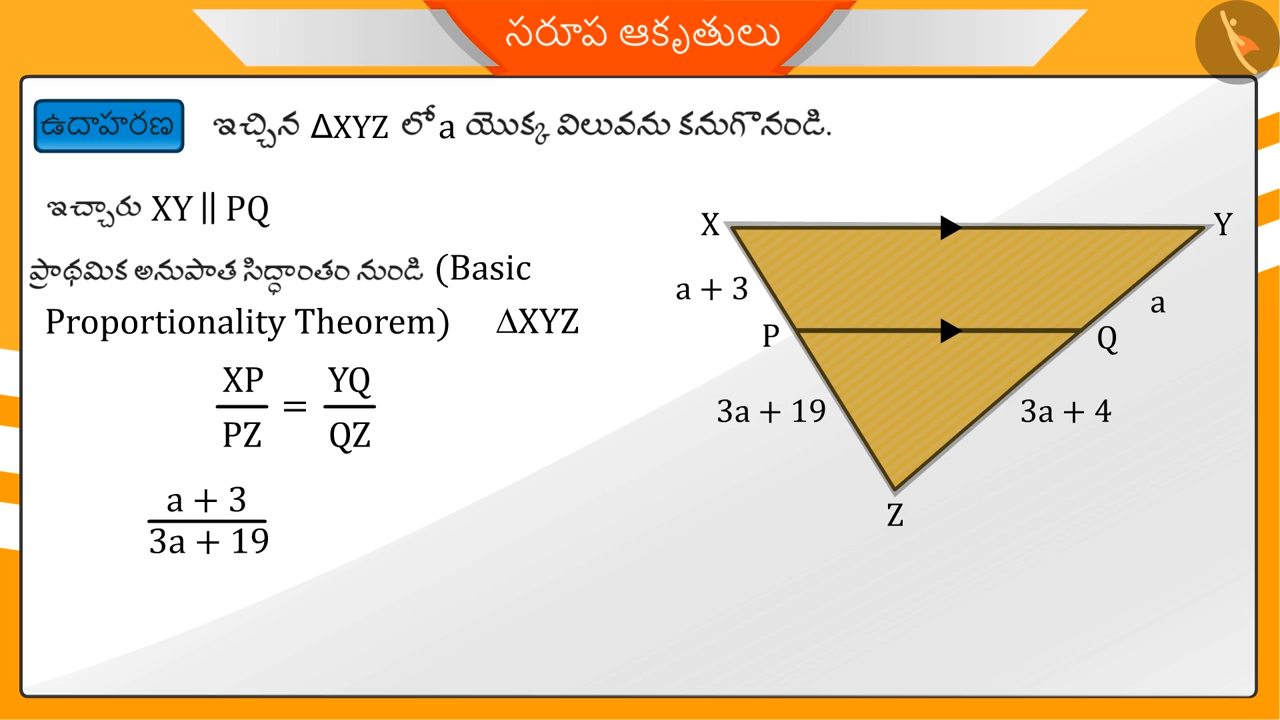 సరూప ఆకృతులు
ఉదాహరణ ఇచ్చిన ΔXYZ లో a యొక్క విలువను కనుగొనండి.
ఇచ్చారు XY || PQ
ప్రాథమిక అనుపాత సిద్ధాంతం నుండి (Basic
Proportionality Theorem) ΔXYZ
XP/PZ = YQ/QZ
a + 3/3a + 19
X
Y
a + 3
a
P
Q
3a + 19
3a + 4
Z